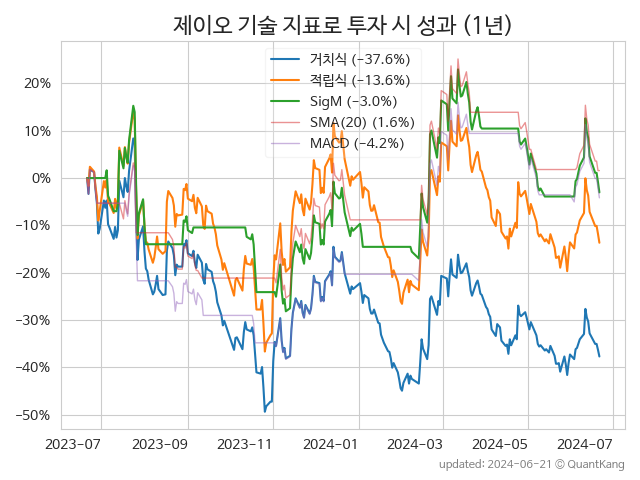 제이오 기술 지표로 투자 시 성과 (1년)
거치식 (−37.6%)
적립식 (−13.6%)
SigM (−3.0%)
SMA(20) (1.6%)
MACD (−4.2%)
20%
10%
0%
−10%
−20%
−30%
−40%
−50%
2023-07 2023-09 2023-11 2024-01 2024-03 2024-05 2024-07
updated: 2024-06-21 © QuantKang